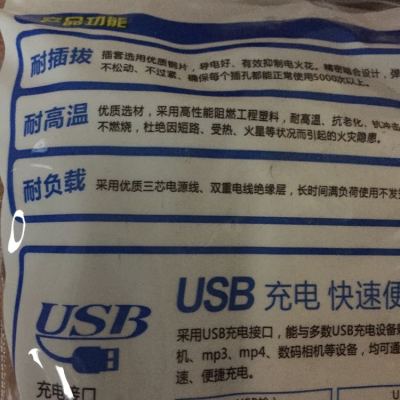 产品功能
耐插拔
插套选用优质铜片，导电好、有效抑制电火花。精密组合设计，弹
不松动、不过紧、确保每个插孔都能正常使用5000次以上。
耐高温
优质选材，采用高性能阻燃工程塑料，耐高温、抗老化、抗冲击
不燃烧，杜绝因短路、受热、火星等状况而引起的火灾隐患。
耐负载
采用优质三芯电源线、双重电线绝缘层，长时间满负荷使用不发
USB
充电接口
USB 充电 快速便
采用USB充电接口，能与多数USB充电设备
机、mp3、mp4、数码相机等设备，均可通
速、便捷充电。